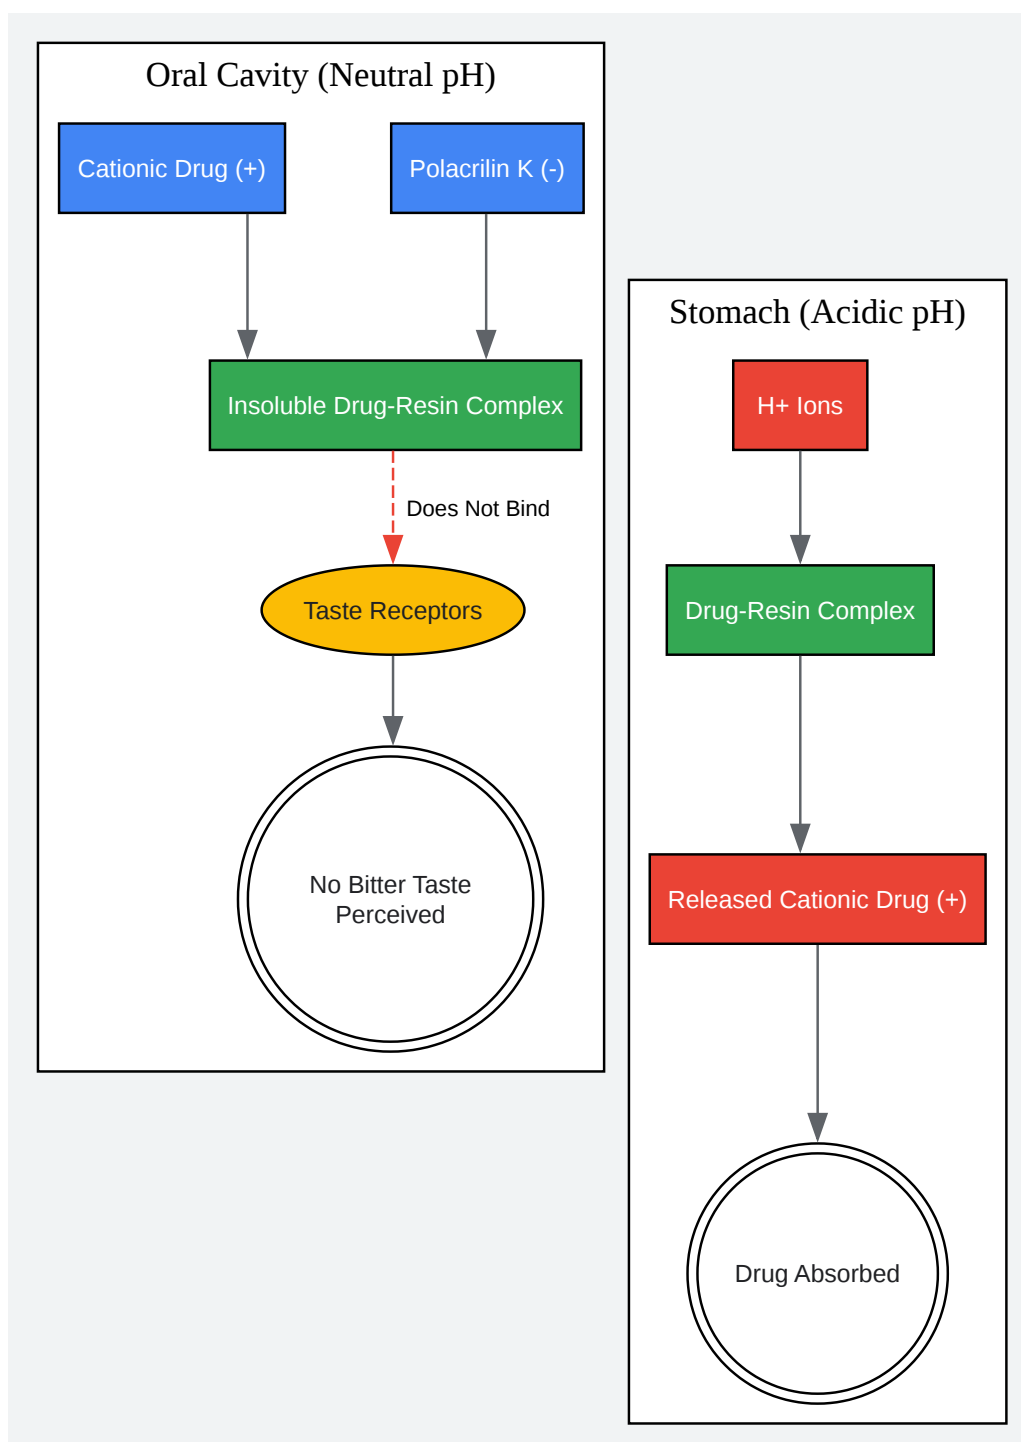 Oral Cavity (Neutral pH)
Cationic Drug (+)
Polacrilin K (-)
Insoluble Drug-Resin Complex
Does Not Bind
Taste Receptors
No Bitter Taste
Perceived
Stomach (Acidic pH)
H+ Ions
Drug-Resin Complex
Released Cationic Drug (+)
Drug Absorbed